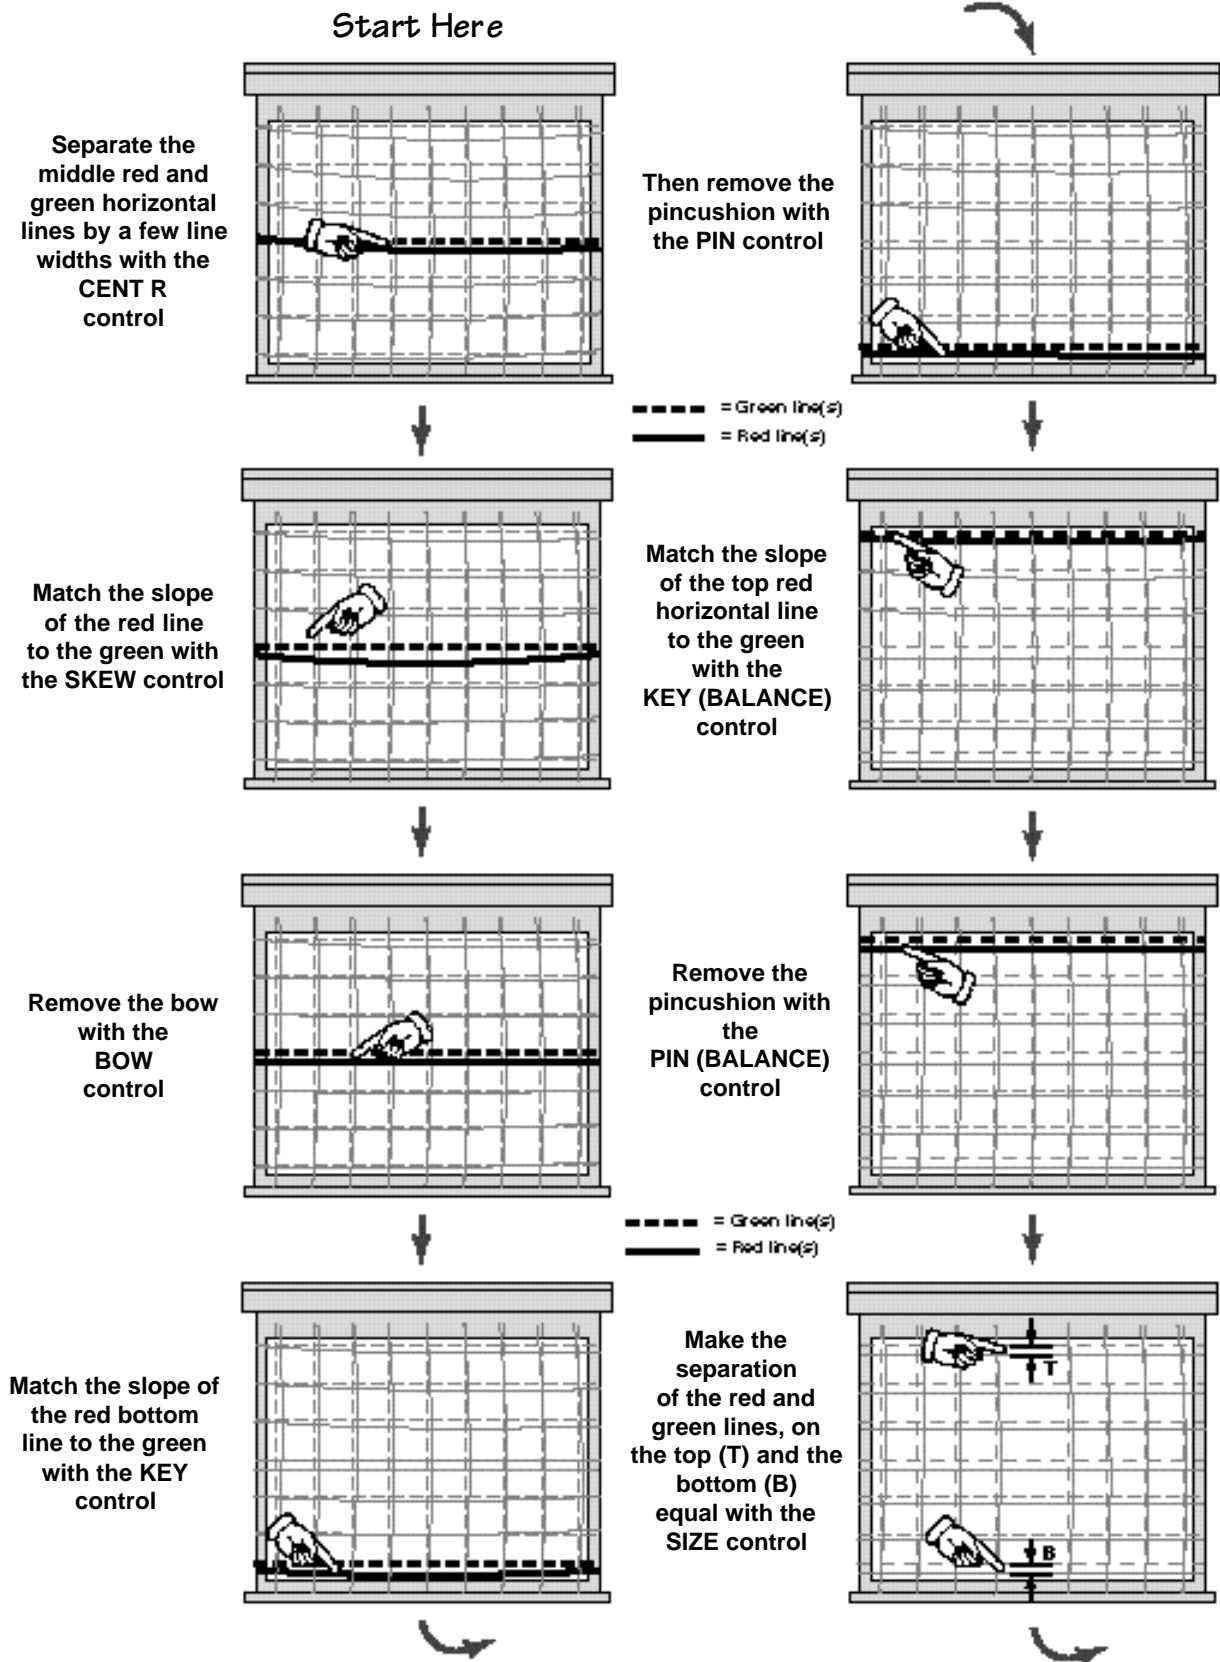 Start Here
Separate the
middle red and
green horizontal
lines by a few line
widths with the
CENT R
control
Match the slope
of the red line
to the green with
the SKEW control
Remove the bow
with the
BOW
control
Match the slope of
the red bottom
line to the green
with the KEY
control
Then remove the
pincushion with
the PIN control
= Green line(s)
= Red line(s)
Match the slope
of the top red
horizontal line
to the green
with the
KEY (BALANCE)
control
Remove the
pincushion with
the
PIN (BALANCE)
control
= Green line(s)
= Red line(s)
Make the
separation
of the red and
green lines, on
the top (T) and the
bottom (B)
equal with the
SIZE control
T
B